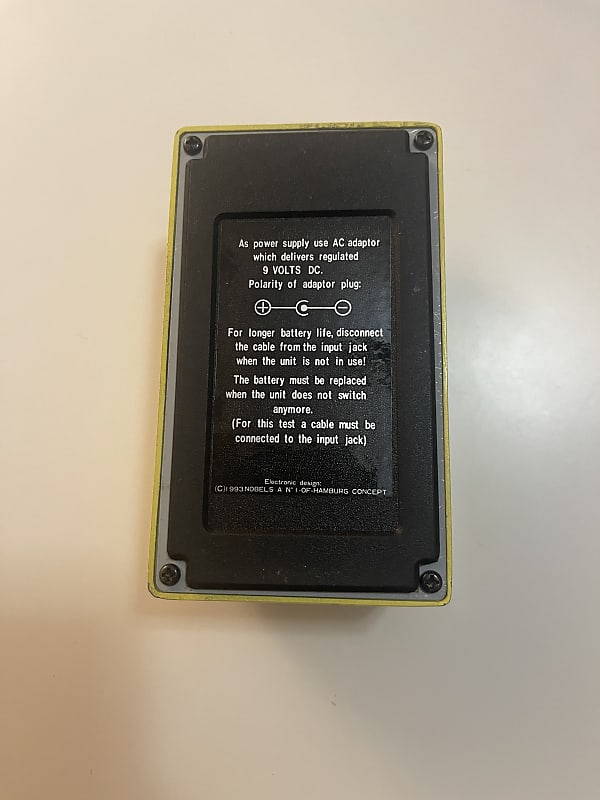 As power supply use AC adaptor
which delivers regulated
9 VOLTS DC.
Polarity of adaptor plug:
For longer battery life, disconnect
the cable from the input jack
when the unit is not in use!
The battery must be replaced
when the unit does not switch
anymore.
(For this test a cable must be
connected to the input jack)
Electronic design:
(C)1993 NOBELS A N° 1-OF-HAMBURG CONCEPT